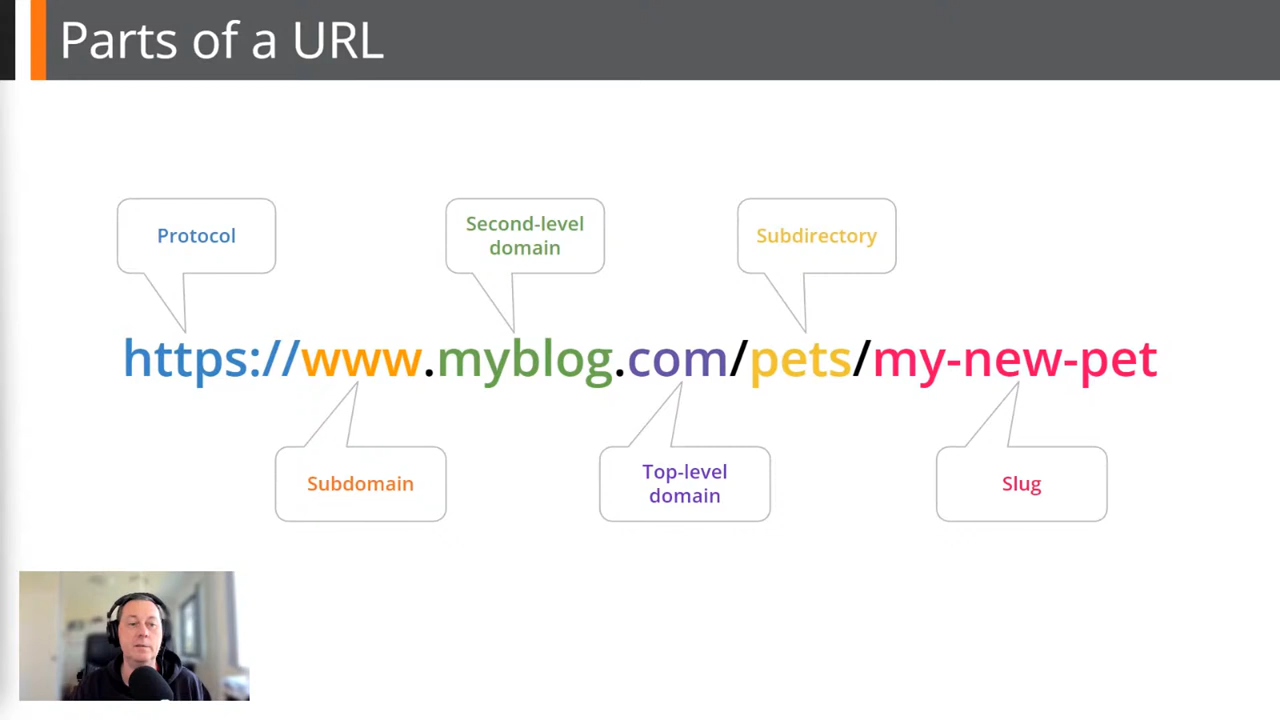 Parts of a URL
Protocol
Second-level
domain
Subdirectory
https://www.myblog.com/pets/my-new-pet
Subdomain
Top-level
domain
Slug